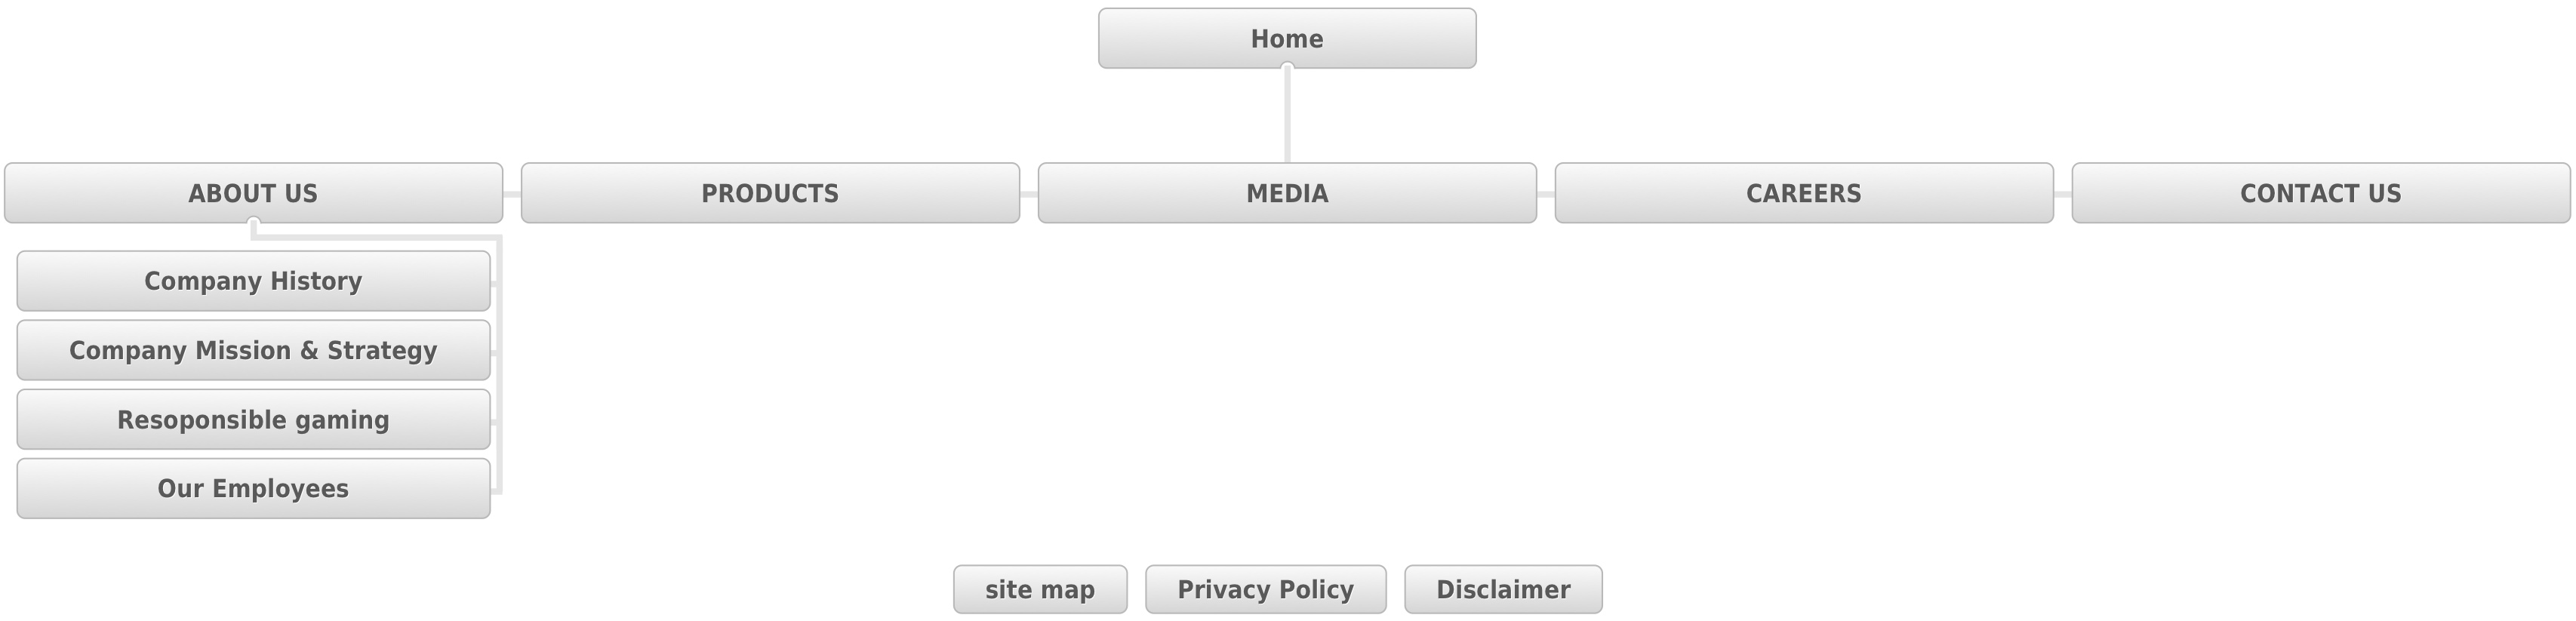 Home
ABOUT US
PRODUCTS
MEDIA
CAREERS
CONTACT US
Company History
Company Mission & Strategy
Resoponsible gaming
Our Employees
site map
Privacy Policy
Disclaimer